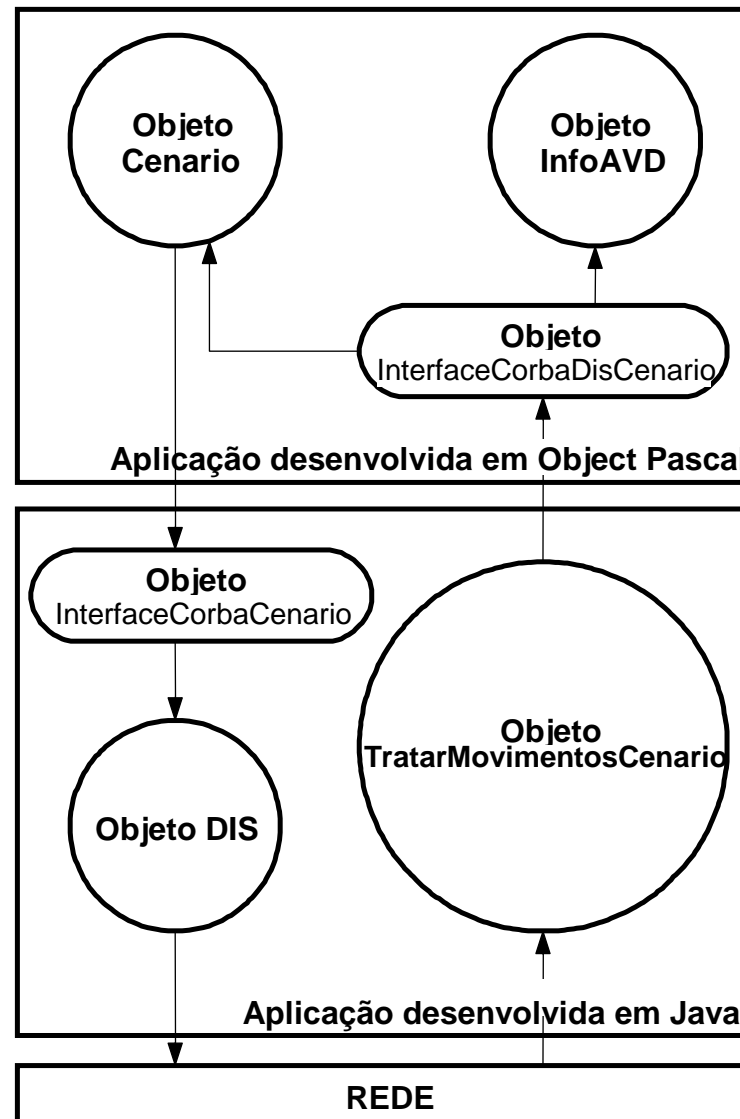 Objeto
Cenario
Objeto
InfoAVD
Objeto
InterfaceCorbaDisCenario
Aplicação desenvolvida em Object Pascal
Objeto
InterfaceCorbaCenario
Objeto
TratarMovimentosCenario
Objeto DIS
Aplicação desenvolvida em Java
REDE